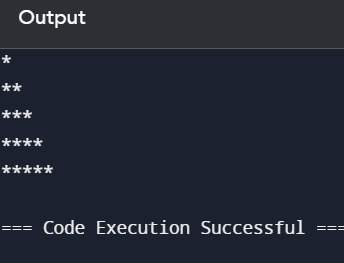 Output
*
**
***
****
*****
=== Code Execution Successful ===